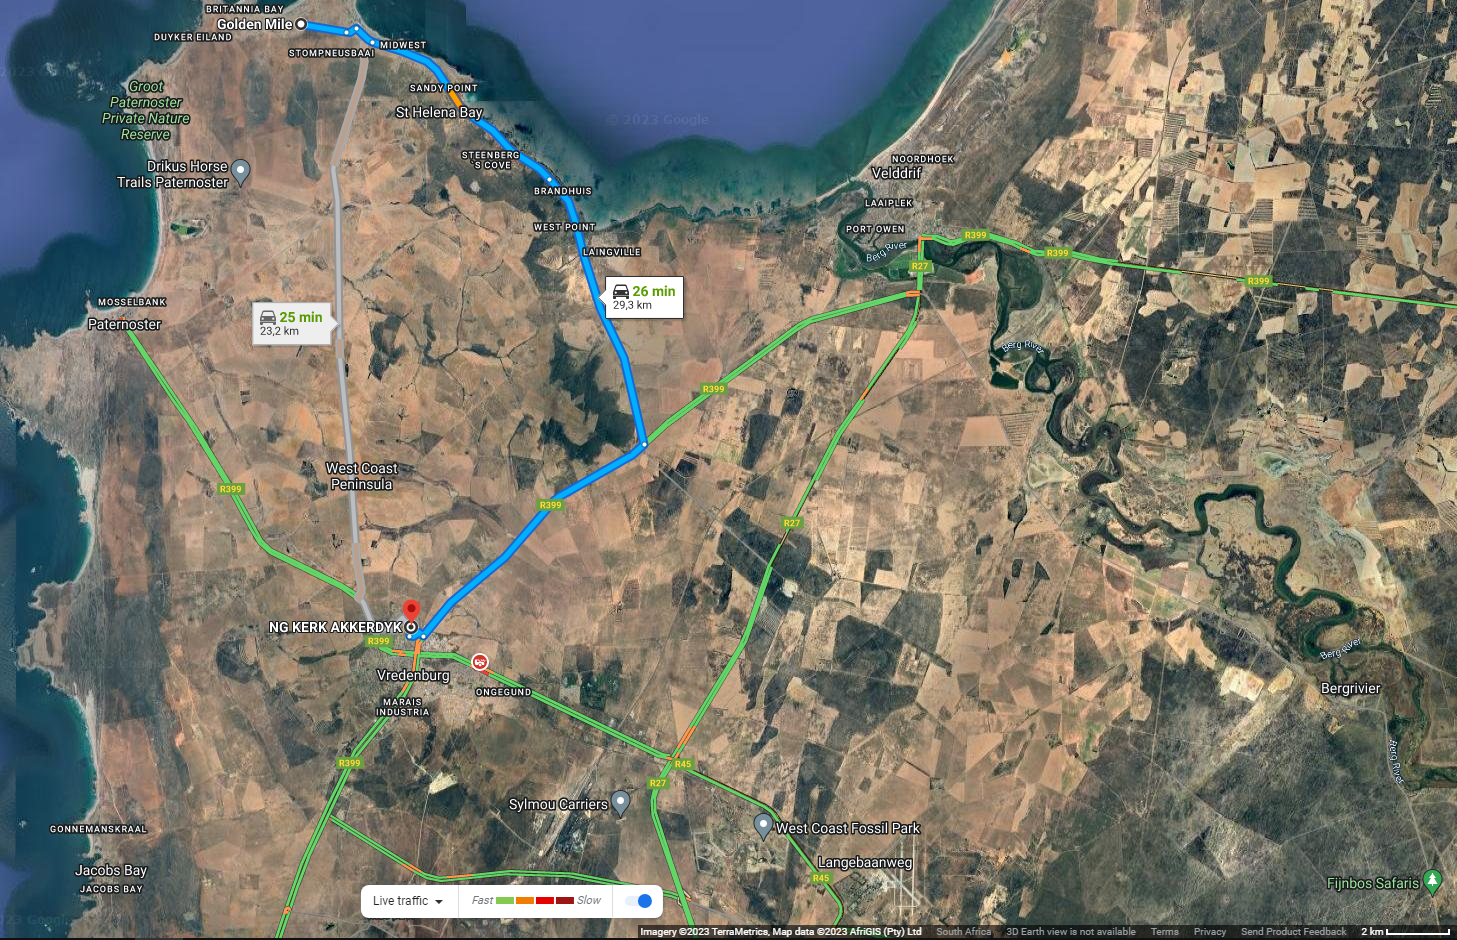 BRITANNIA BAY
Golden Mile
DUYKER EILAND
STOMPNEUSBAAI
MIDWEST
SANDY POINT
St Helena Bay
Groot
Paternoster
Private Nature
Reserve
© 2023 Google
Drikus Horse
Trails Paternoster
STEENBERG
S COVE
BRANDHUIS
WEST POINT
LAINGVILLE
NOORDHOEK
Velddrif
LAAIPLEK
PORT OWEN
Berg River
R27
R399
R399
R399
MOSSELBANK
Paternoster
25 min
23,2 km
26 min
29,3 km
Berg River
R399
West Coast
Peninsula
R399
R399
R27
NG KERK AKKERDYK
R399
Vredenburg
ONGEGUND
MARAIS
INDUSTRIA
Berg River
Bergrivier
Berg River
R399
R45
R27
Sylmou Carriers
West Coast Fossil Park
GONNEMANSKRAAL
Langebaanweg
R45
Jacobs Bay
JACOBS BAY
Fijnbos Safaris
Live traffic
Fast
Slow
Imagery ©2023 TerraMetrics, Map data ©2023 AfriGIS (Pty) Ltd
South Africa
3D Earth view is not available
Terms
Privacy
Send Product Feedback
2 km